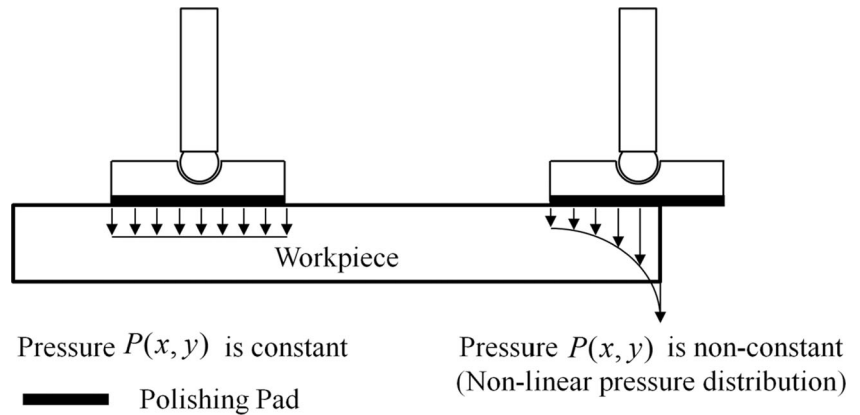 Workpiece
Pressure P(x, y) is constant
Pressure P(x, y) is non-constant
(Non-linear pressure distribution)
Polishing Pad